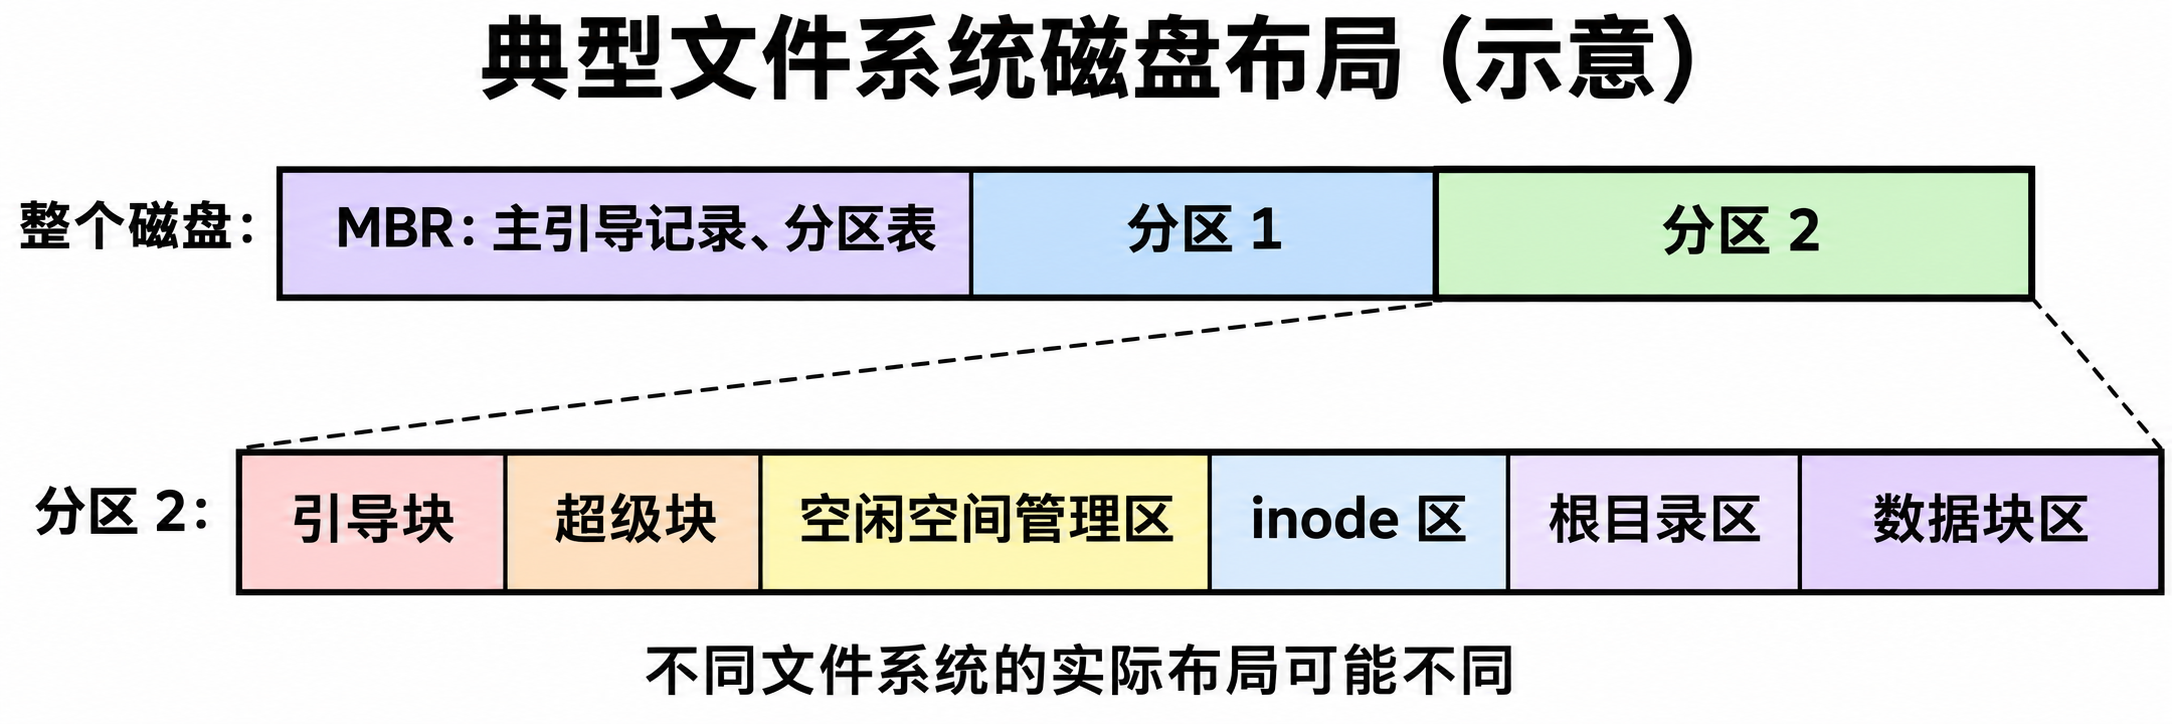 典型文件系统磁盘布局（示意）
整个磁盘： MBR：主引导记录、分区表 分区 1 分区 2
分区 2： 引导块 超级块 空闲空间管理区 inode 区 根目录区 数据块区
不同文件系统的实际布局可能不同